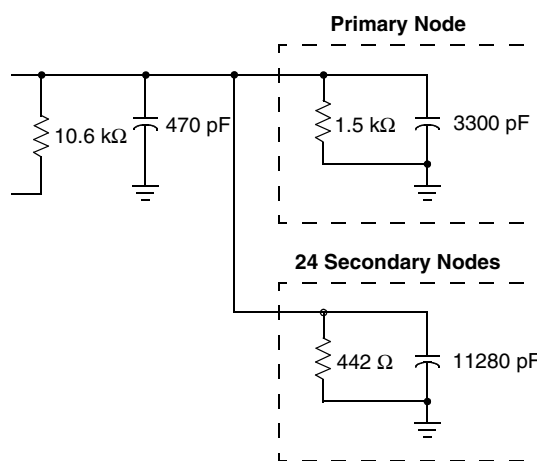 Primary Node
10.6 kΩ
470 pF
1.5 kΩ
3300 pF
24 Secondary Nodes
442 Ω
11280 pF